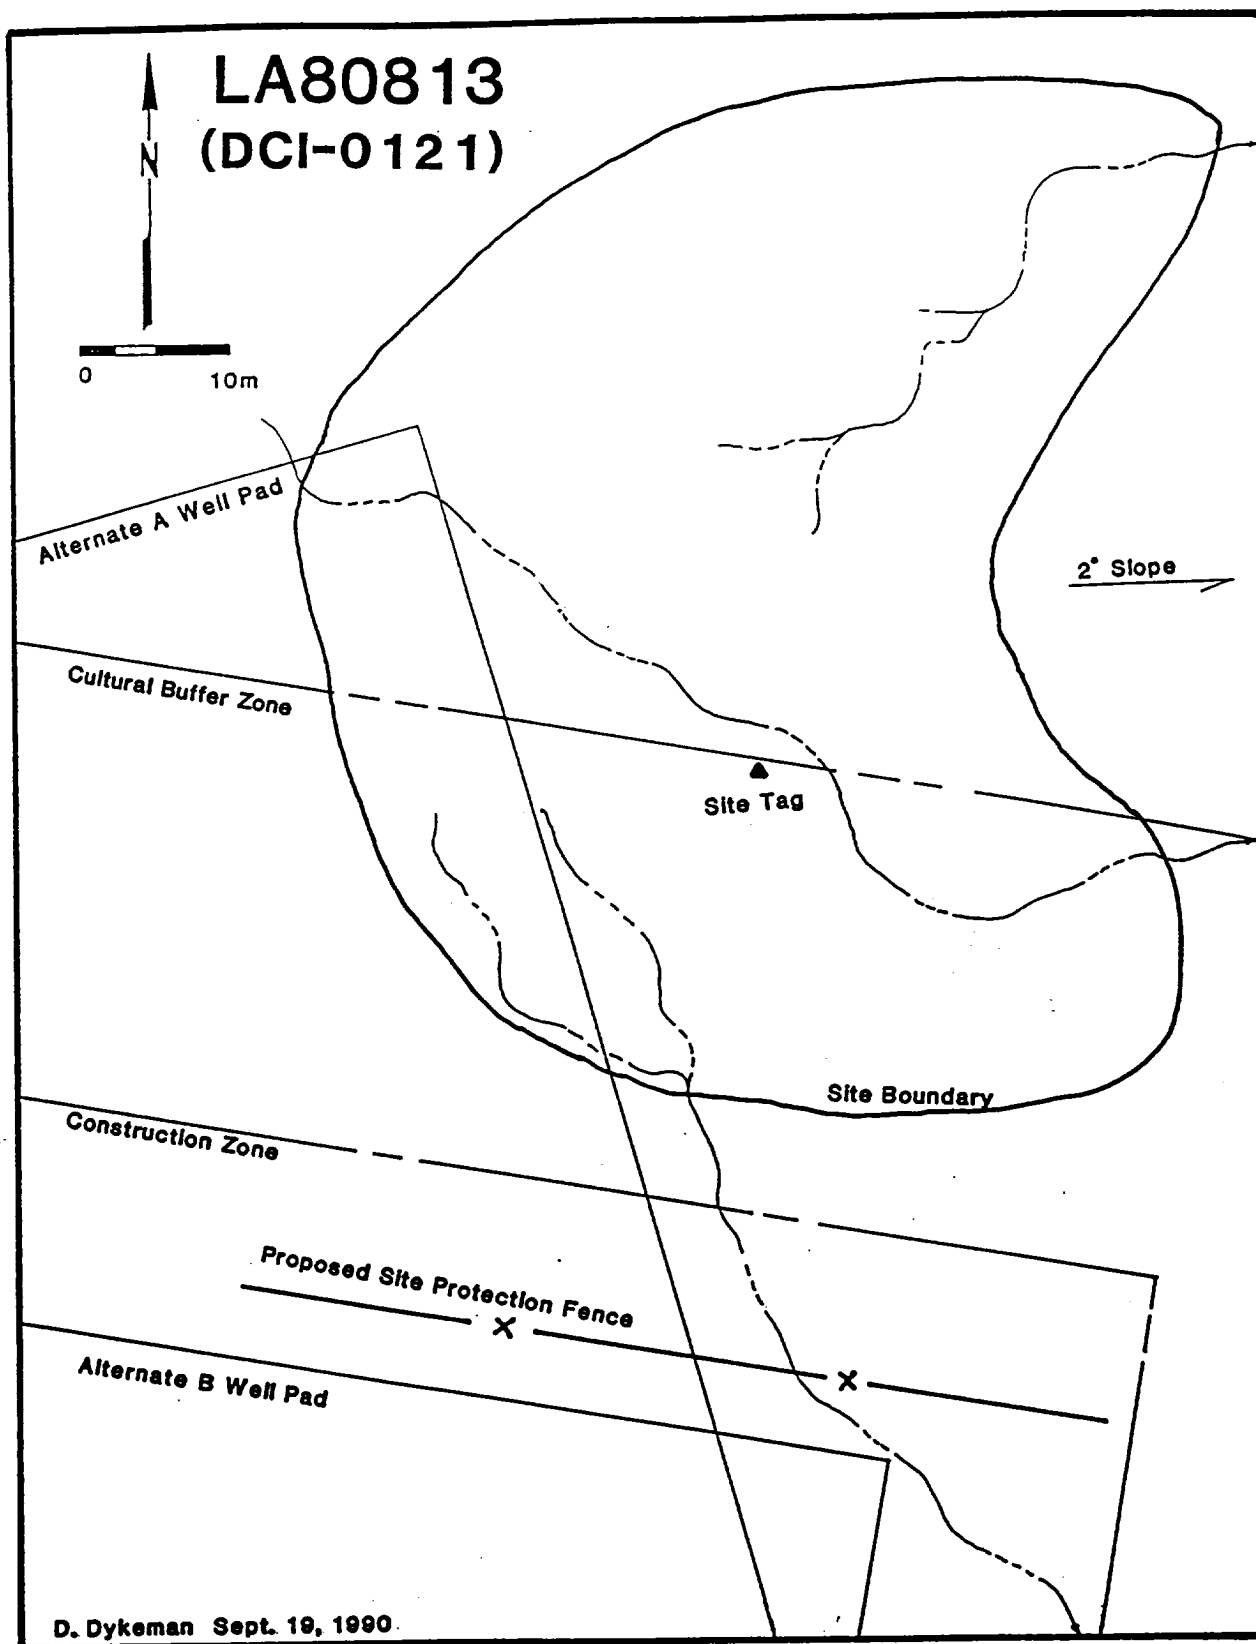 LA80813
(DCI-0121)
N
0 10m
Alternate A Well Pad
2° Slope
Cultural Buffer Zone
Site Tag
Site Boundary
Construction Zone
Proposed Site Protection Fence
X
X
Alternate B Well Pad
D. Dykeman Sept. 19, 1990